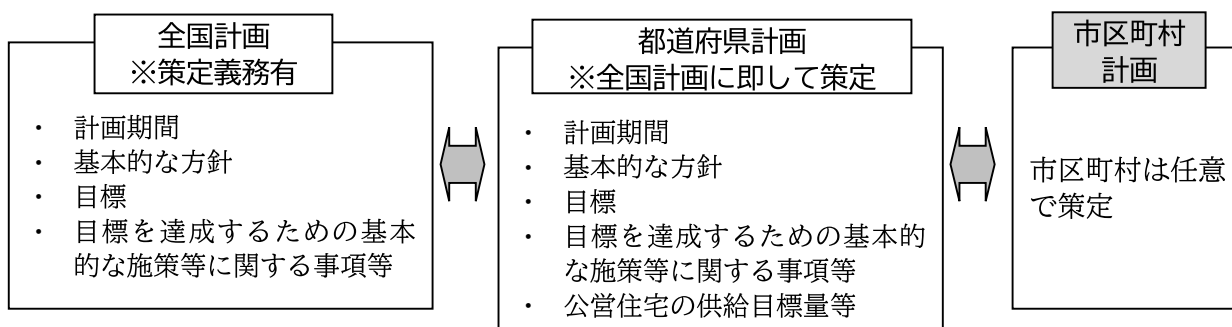 全国計画
※策定義務有
・ 計画期間
・ 基本的な方針
・ 目標
・ 目標を達成するための基本
的な施策等に関する事項等
都道府県計画
※全国計画に即して策定
・ 計画期間
・ 基本的な方針
・ 目標
・ 目標を達成するための基本的
な施策等に関する事項等
・ 公営住宅の供給目標量等
市区町村
計画
市区町村は任意
で策定